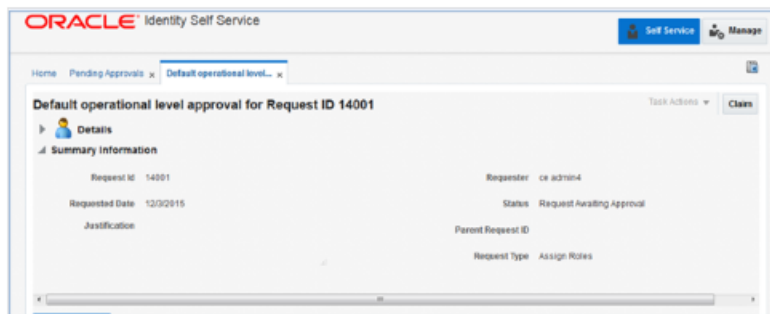 ORACLE® Identity Self Service
Self Service Manage
Home Pending Approvals x Default operational level... x
Default operational level approval for Request ID 14001
Task Actions Claim
Details
Summary Information
Request Id 14001 Requester ce admin4
Requested Date 12/3/2015 Status Request Awaiting Approval
Justification Parent Request ID
Request Type Assign Roles